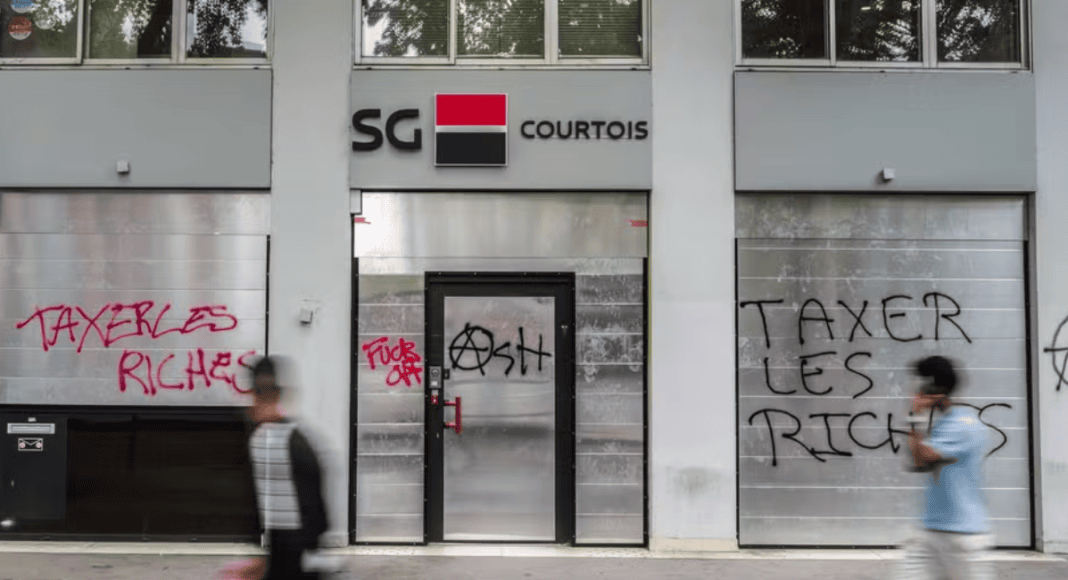 SG COURTOIS
TAXER LES
RICHES
FUCK
OFF
ASH
TAXER
LES
RICHES